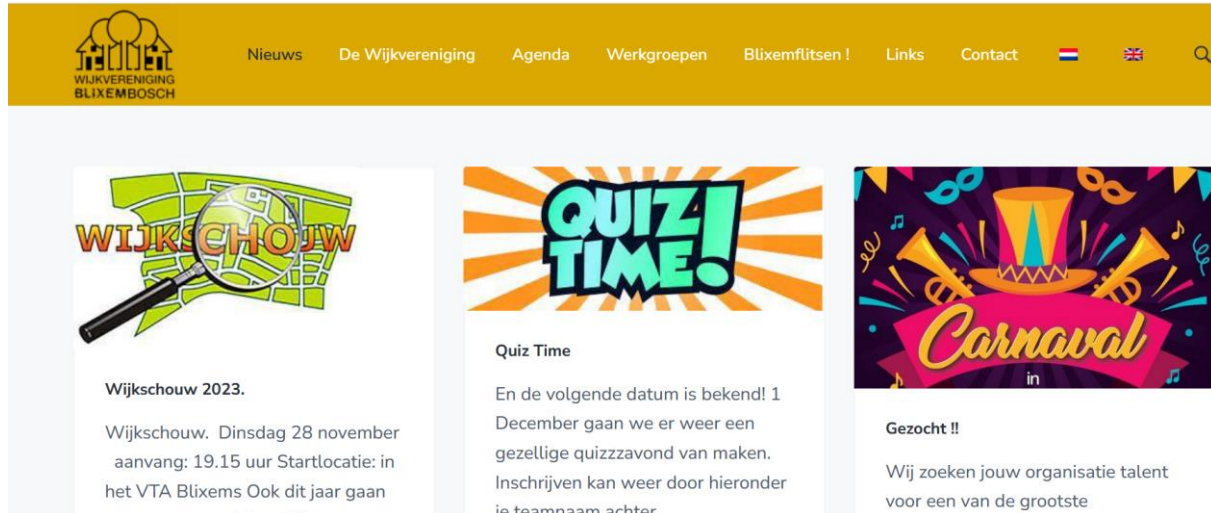 WIJKVERENIGING
BLIXEMBOSCH
Nieuws De Wijkvereniging Agenda Werkgroepen Blixemflitsen ! Links Contact
WIJKSCHOUW
Wijkschouw 2023.
Wijkschouw. Dinsdag 28 november
aanvang: 19.15 uur Startlocatie: in
het VTA Blixems Ook dit jaar gaan
QUIZ
TIME!
Quiz Time
En de volgende datum is bekend! 1
December gaan we er weer een
gezellige quizzzavond van maken.
Inschrijven kan weer door hieronder
je teamnaam achter
Carnaval
in
Gezocht !!
Wij zoeken jouw organisatie talent
voor een van de grootste